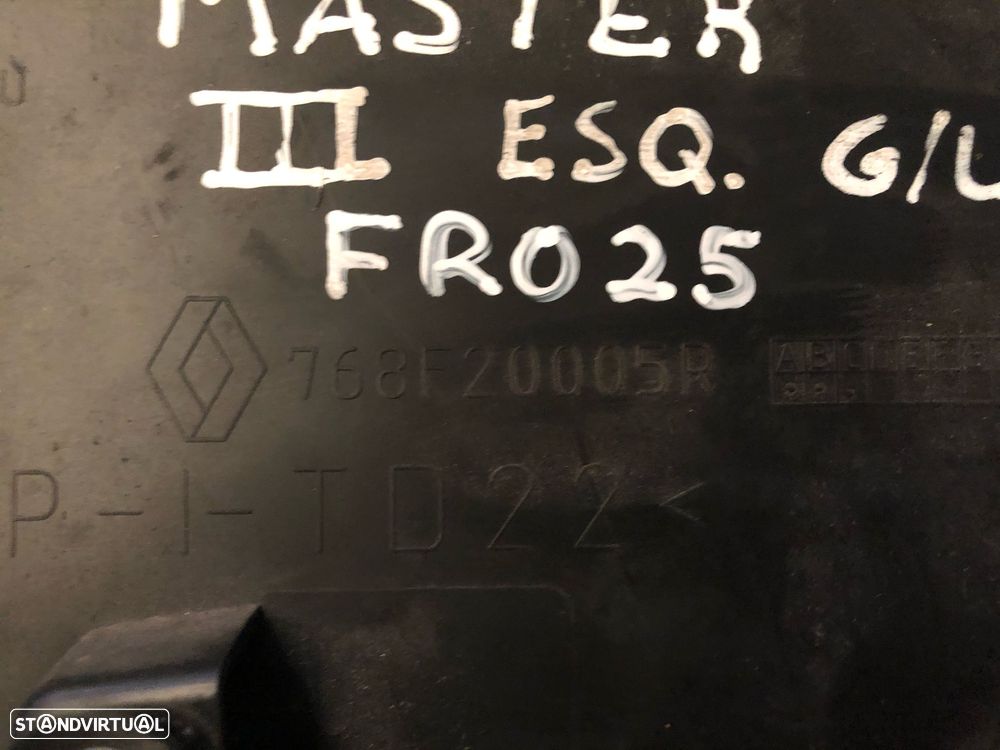 MASTER
III ESQ. G/L
FR025
768F20005R
P-I-TD22<
STANDVIRTUAL